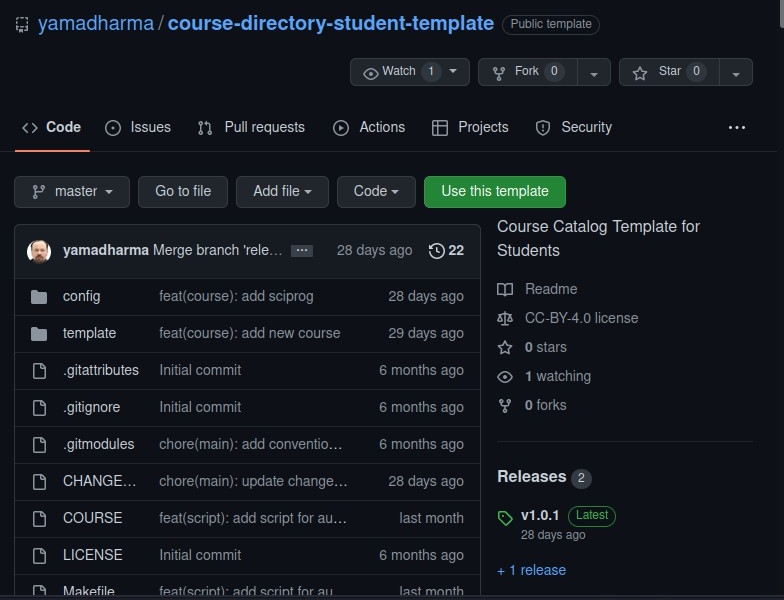 yamadharma / course-directory-student-template Public template
Watch 1 Fork 0 Star 0
Code Issues Pull requests Actions Projects Security ...
master Go to file Add file Code Use this template
Course Catalog Template for
Students
yamadharma Merge branch 'rele... ... 28 days ago 22
config feat(course): add sciprog 28 days ago
template feat(course): add new course 29 days ago
.gitattributes Initial commit 6 months ago
.gitignore Initial commit 6 months ago
.gitmodules chore(main): add conventio... 6 months ago
CHANGE... chore(main): update change... 28 days ago
COURSE feat(script): add script for au... last month
LICENSE Initial commit 6 months ago
Makefile feat(script): add script for au... last month
Readme
CC-BY-4.0 license
0 stars
1 watching
0 forks
Releases 2
v1.0.1 Latest
28 days ago
+ 1 release